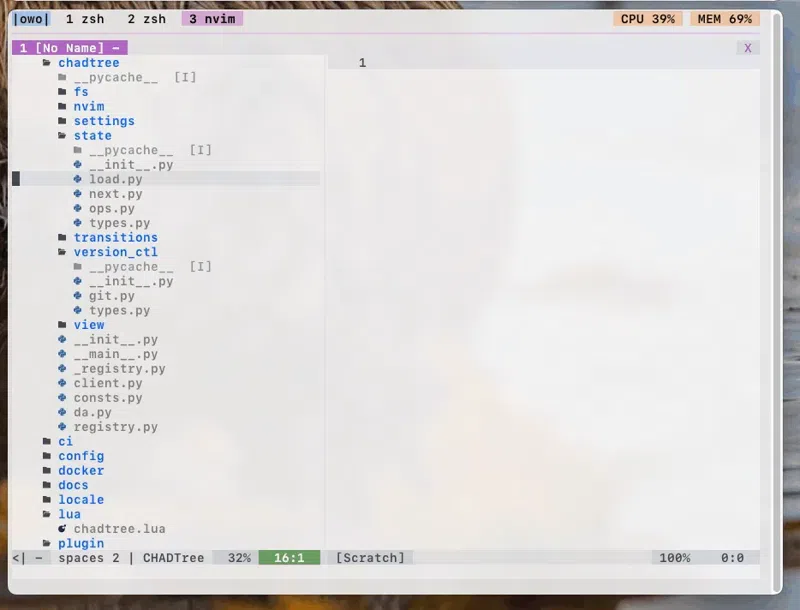 |owo| 1 zsh 2 zsh 3 nvim CPU 39% MEM 69%
1 [No Name] – X
chadtree 1
__pycache__ [I]
fs
nvim
settings
state
__pycache__ [I]
__init__.py
load.py
next.py
ops.py
types.py
transitions
version_ctl
__pycache__ [I]
__init__.py
git.py
types.py
view
__init__.py
__main__.py
_registry.py
client.py
consts.py
da.py
registry.py
ci
config
docker
docs
locale
lua
chadtree.lua
plugin
<| – spaces 2 | CHADTree 32% 16:1 [Scratch] 100% 0:0